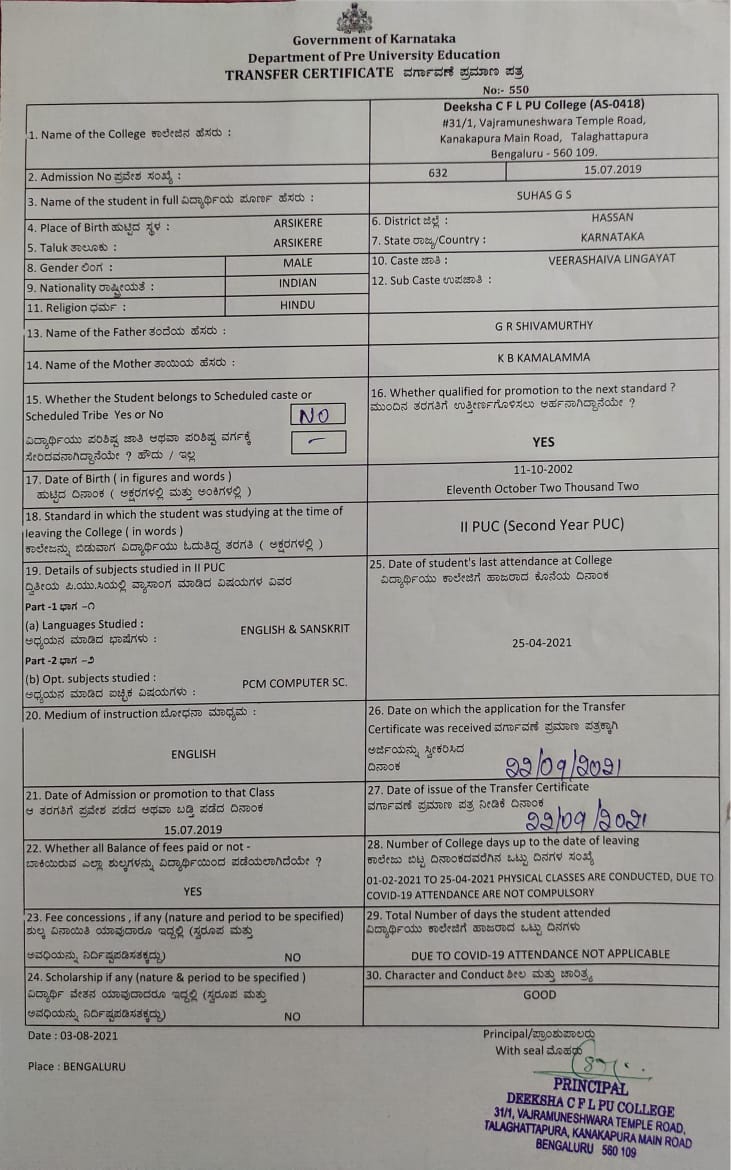 Government of Karnataka
Department of Pre University Education
TRANSFER CERTIFICATE ವರ್ಗಾವಣೆ ಪ್ರಮಾಣ ಪತ್ರ
No:- 550
1. Name of the College ಕಾಲೇಜಿನ ಹೆಸರು :
Deeksha C F L PU College (AS-0418)
#31/1, Vajramuneshwara Temple Road,
Kanakapura Main Road, Talaghattapura
Bengaluru - 560 109.
2. Admission No ಪ್ರವೇಶ ಸಂಖ್ಯೆ :
632
15.07.2019
3. Name of the student in full ವಿದ್ಯಾರ್ಥಿಯ ಪೂರ್ಣ ಹೆಸರು :
SUHAS G S
4. Place of Birth ಹುಟ್ಟಿದ ಸ್ಥಳ :
ARSIKERE
5. Taluk ತಾಲೂಕು :
ARSIKERE
6. District ಜಿಲ್ಲೆ :
HASSAN
7. State ರಾಜ್ಯ/Country :
KARNATAKA
8. Gender ಲಿಂಗ :
MALE
9. Nationality ರಾಷ್ಟ್ರೀಯತೆ :
INDIAN
10. Caste ಜಾತಿ :
VEERASHAIVA LINGAYAT
11. Religion ಧರ್ಮ :
HINDU
12. Sub Caste ಉಪಜಾತಿ :
13. Name of the Father ತಂದೆಯ ಹೆಸರು :
G R SHIVAMURTHY
14. Name of the Mother ತಾಯಿಯ ಹೆಸರು :
K B KAMALAMMA
15. Whether the Student belongs to Scheduled caste or
Scheduled Tribe Yes or No
NO
ವಿದ್ಯಾರ್ಥಿಯು ಪರಿಶಿಷ್ಟ ಜಾತಿ ಅಥವಾ ಪರಿಶಿಷ್ಟ ವರ್ಗಕ್ಕೆ
ಸೇರಿದವನಾಗಿದ್ದಾನೆಯೇ ? ಹೌದು / ಇಲ್ಲ
–
16. Whether qualified for promotion to the next standard ?
ಮುಂದಿನ ತರಗತಿಗೆ ಉತ್ತೀರ್ಣಗೊಳಿಸಲು ಅರ್ಹನಾಗಿದ್ದಾನೆಯೇ ?
YES
17. Date of Birth ( in figures and words )
ಹುಟ್ಟಿದ ದಿನಾಂಕ ( ಅಕ್ಷರಗಳಲ್ಲಿ ಮತ್ತು ಅಂಕಿಗಳಲ್ಲಿ )
11-10-2002
Eleventh October Two Thousand Two
18. Standard in which the student was studying at the time of
leaving the College ( in words )
ಕಾಲೇಜನ್ನು ಬಿಡುವಾಗ ವಿದ್ಯಾರ್ಥಿಯು ಓದುತಿದ್ದ ತರಗತಿ ( ಅಕ್ಷರಗಳಲ್ಲಿ )
II PUC (Second Year PUC)
19. Details of subjects studied in II PUC
ದ್ವಿತೀಯ ಪಿ.ಯು.ಸಿಯಲ್ಲಿ ವ್ಯಾಸಾಂಗ ಮಾಡಿದ ವಿಷಯಗಳ ವಿವರ
Part -1 ಭಾಗ –೧
(a) Languages Studied :
ಅಧ್ಯಯನ ಮಾಡಿದ ಭಾಷೆಗಳು :
ENGLISH & SANSKRIT
Part -2 ಭಾಗ –೨
(b) Opt. subjects studied :
ಅಧ್ಯಯನ ಮಾಡಿದ ಐಚ್ಛಿಕ ವಿಷಯಗಳು :
PCM COMPUTER SC.
25. Date of student's last attendance at College
ವಿದ್ಯಾರ್ಥಿಯು ಕಾಲೇಜಿಗೆ ಹಾಜರಾದ ಕೊನೆಯ ದಿನಾಂಕ
25-04-2021
20. Medium of instruction ಬೋಧನಾ ಮಾಧ್ಯಮ :
ENGLISH
26. Date on which the application for the Transfer
Certificate was received ವರ್ಗಾವಣೆ ಪ್ರಮಾಣ ಪತ್ರಕ್ಕಾಗಿ
ಅರ್ಜಿಯನ್ನು ಸ್ವೀಕರಿಸಿದ
ದಿನಾಂಕ
22/09/2021
21. Date of Admission or promotion to that Class
ಆ ತರಗತಿಗೆ ಪ್ರವೇಶ ಪಡೆದ ಅಥವಾ ಬಡ್ತಿ ಪಡೆದ ದಿನಾಂಕ
15.07.2019
27. Date of issue of the Transfer Certificate
ವರ್ಗಾವಣೆ ಪ್ರಮಾಣ ಪತ್ರ ನೀಡಿಕೆ ದಿನಾಂಕ
22/09/2021
22. Whether all Balance of fees paid or not -
ಬಾಕಿಯಿರುವ ಎಲ್ಲಾ ಶುಲ್ಕಗಳನ್ನು ವಿದ್ಯಾರ್ಥಿಯಿಂದ ಪಡೆಯಲಾಗಿದೆಯೇ ?
YES
28. Number of College days up to the date of leaving
ಕಾಲೇಜು ಬಿಟ್ಟ ದಿನಾಂಕದವರೆಗಿನ ಒಟ್ಟು ದಿನಗಳ ಸಂಖ್ಯೆ
01-02-2021 TO 25-04-2021 PHYSICAL CLASSES ARE CONDUCTED, DUE TO
COVID-19 ATTENDANCE ARE NOT COMPULSORY
23. Fee concessions , if any (nature and period to be specified)
ಶುಲ್ಕ ವಿನಾಯಿತಿ ಯಾವುದಾರೂ ಇದ್ದಲ್ಲಿ (ಸ್ವರೂಪ ಮತ್ತು
ಅವಧಿಯನ್ನು ನಿರ್ದಿಷ್ಟಪಡಿಸತಕ್ಕದ್ದು)
NO
29. Total Number of days the student attended
ವಿದ್ಯಾರ್ಥಿಯು ಕಾಲೇಜಿಗೆ ಹಾಜರಾದ ಒಟ್ಟು ದಿನಗಳು
DUE TO COVID-19 ATTENDANCE NOT APPLICABLE
24. Scholarship if any (nature & period to be specified )
ವಿದ್ಯಾರ್ಥಿ ವೇತನ ಯಾವುದಾದರೂ ಇದ್ದಲ್ಲಿ (ಸ್ವರೂಪ ಮತ್ತು
ಅವಧಿಯನ್ನು ನಿರ್ದಿಷ್ಟಪಡಿಸತಕ್ಕದ್ದು)
NO
30. Character and Conduct ಶೀಲ ಮತ್ತು ಚಾರಿತ್ರ್ಯ
GOOD
Date : 03-08-2021
Place : BENGALURU
Principal/ಪ್ರಾಂಶುಪಾಲರು
With seal ಮೊಹರು
PRINCIPAL
DEEKSHA C F L PU COLLEGE
31/1, VAJRAMUNESHWARA TEMPLE ROAD,
TALAGHATTAPURA, KANAKAPURA MAIN ROAD
BENGALURU 560 109